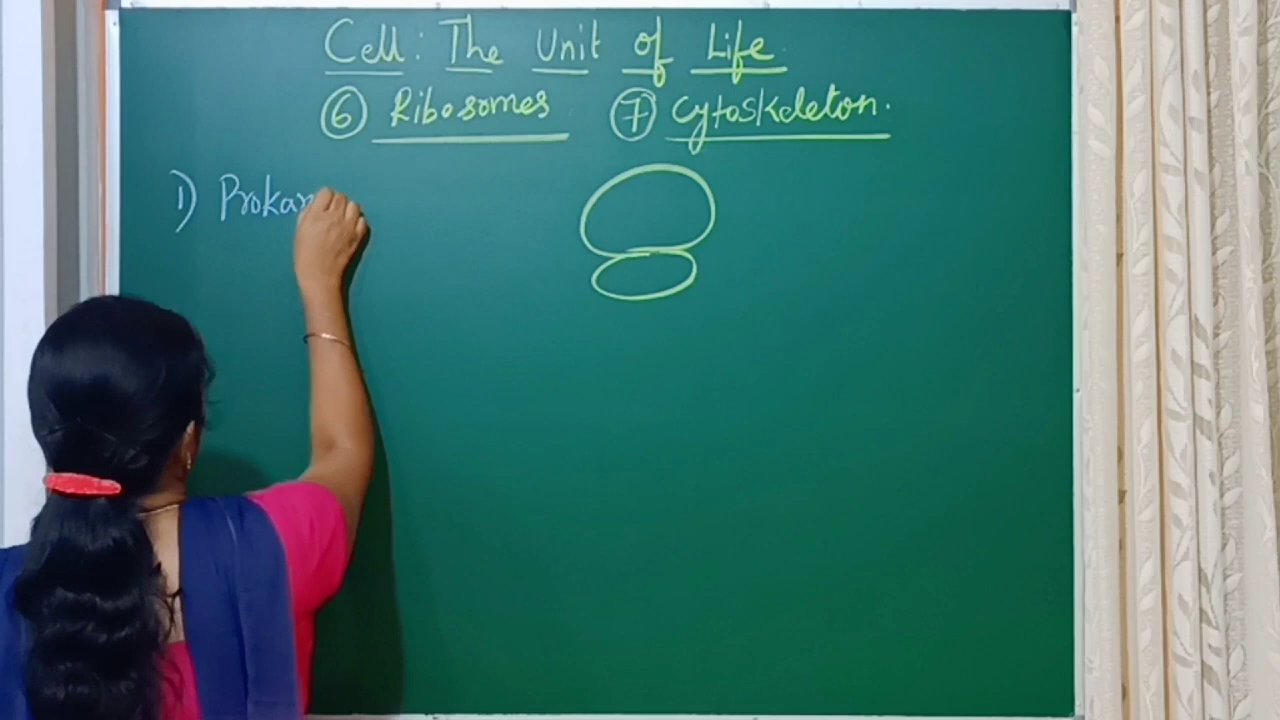 Cell: The Unit of Life
⑥ Ribosomes ⑦ Cytoskeleton.
1) Prokar